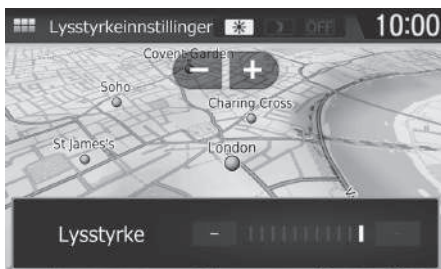 Lysstyrkeinnstillinger OFF 10:00
Covent Garden
Soho
Charing Cross
St James's
London
Lysstyrke